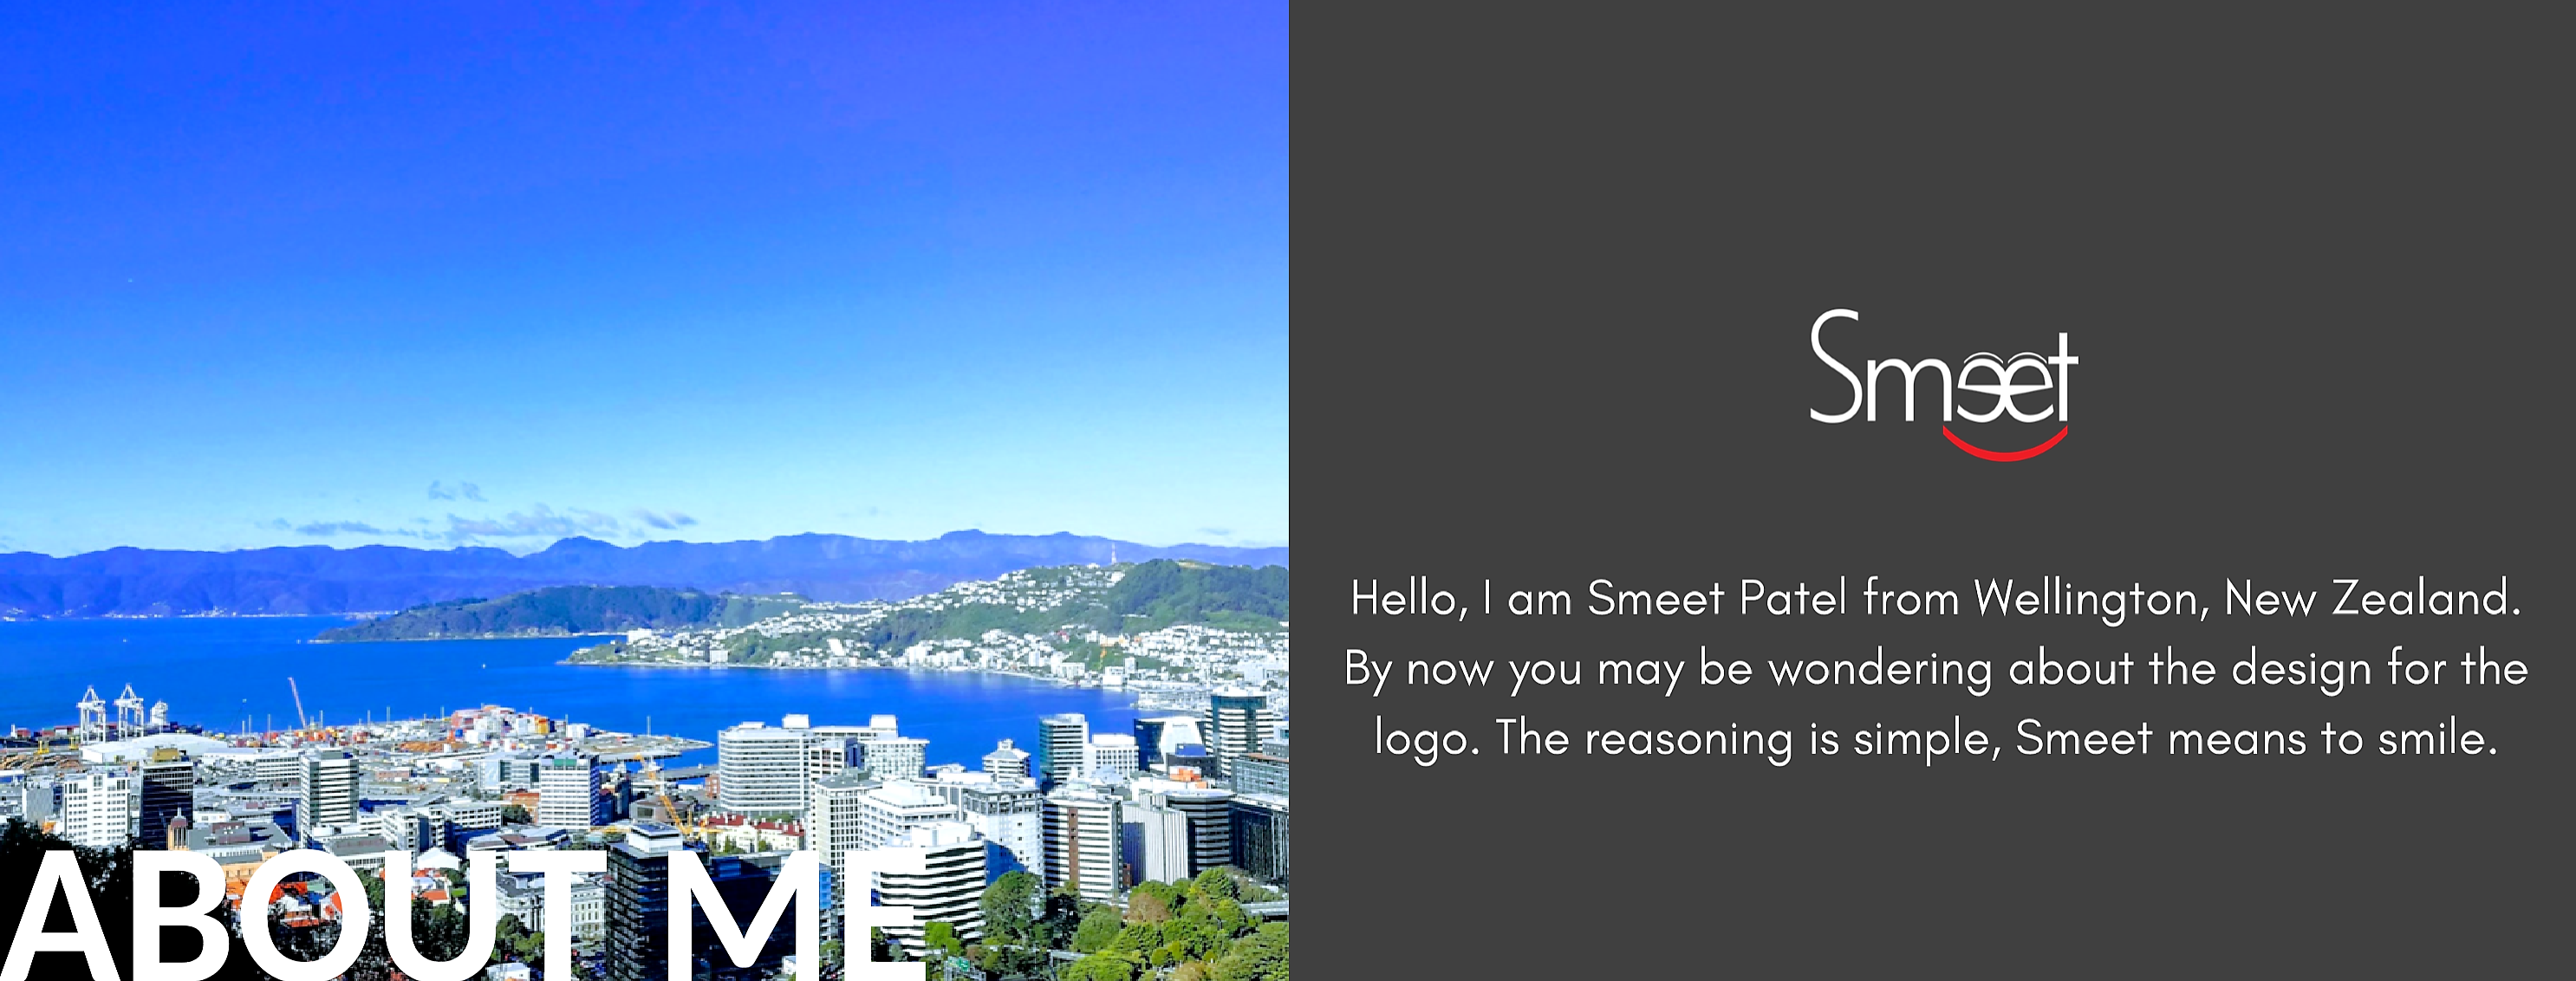 ABOUT ME
Smeet
Hello, I am Smeet Patel from Wellington, New Zealand.
By now you may be wondering about the design for the
logo. The reasoning is simple, Smeet means to smile.